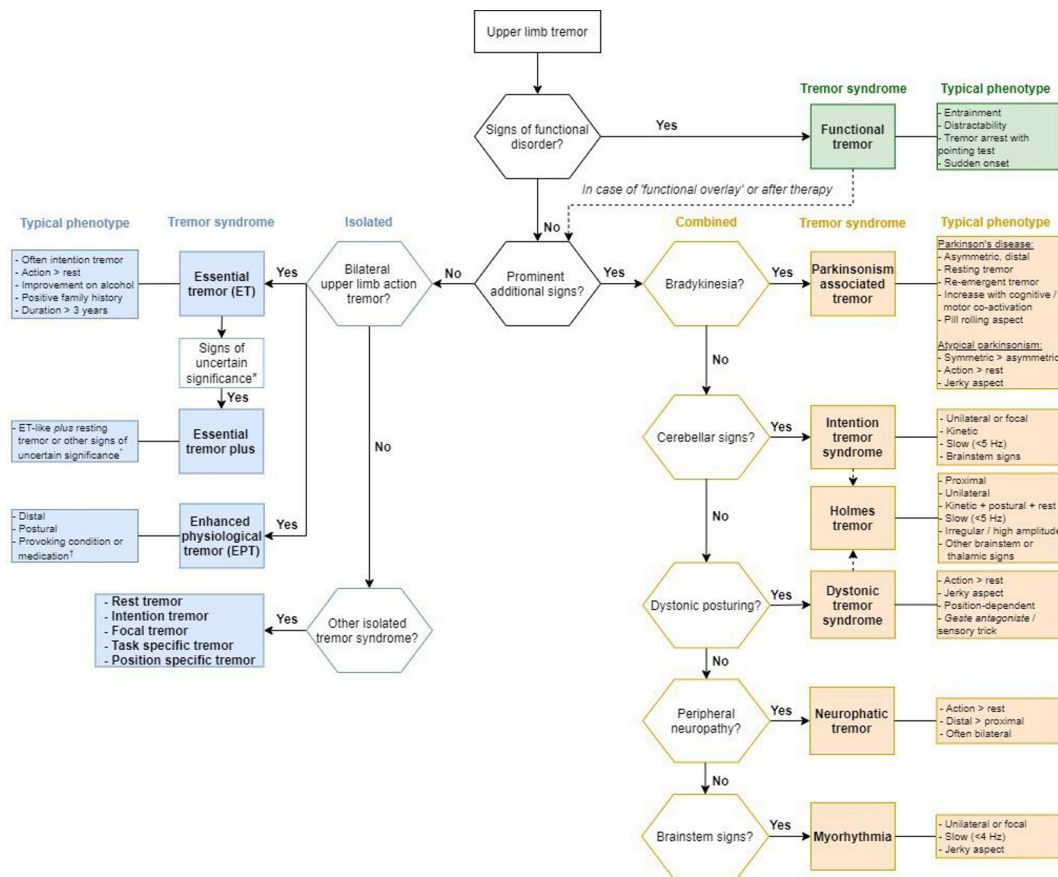 Upper limb tremor
Signs of functional
disorder?
Yes
Tremor syndrome
Functional
tremor
Typical phenotype
- Entrainment
- Distractability
- Tremor arrest with
pointing test
- Sudden onset
In case of 'functional overlay' or after therapy
No
Prominent
additional signs?
No
Yes
Typical phenotype
Tremor syndrome
Isolated
Bilateral
upper limb action
tremor?
Yes
Essential
tremor (ET)
- Often intention tremor
- Action > rest
- Improvement on alcohol
- Positive family history
- Duration > 3 years
Signs of
uncertain
significance*
Yes
Essential
tremor plus
- ET-like plus resting
tremor or other signs of
uncertain significance*
Yes
Enhanced
physiological
tremor (EPT)
- Distal
- Postural
- Provoking condition or
medication†
No
Other isolated
tremor syndrome?
Yes
- Rest tremor
- Intention tremor
- Focal tremor
- Task specific tremor
- Position specific tremor
Combined
Tremor syndrome
Typical phenotype
Bradykinesia?
Yes
Parkinsonism
associated
tremor
Parkinson's disease:
- Asymmetric, distal
- Resting tremor
- Re-emergent tremor
- Increase with cognitive /
motor co-activation
- Pill rolling aspect
Atypical parkinsonism:
- Symmetric > asymmetric
- Action > rest
- Jerky aspect
No
Cerebellar signs?
Yes
Intention
tremor
syndrome
- Unilateral or focal
- Kinetic
- Slow (<5 Hz)
- Brainstem signs
Holmes
tremor
- Proximal
- Unilateral
- Kinetic + postural + rest
- Slow (<5 Hz)
- Irregular / high amplitude
- Other brainstem or
thalamic signs
No
Dystonic posturing?
Yes
Dystonic
tremor
syndrome
- Action > rest
- Jerky aspect
- Position-dependent
- Geste antagoniste /
sensory trick
No
Peripheral
neuropathy?
Yes
Neurophatic
tremor
- Action > rest
- Distal > proximal
- Often bilateral
No
Brainstem signs?
Yes
Myorhythmia
- Unilateral or focal
- Slow (<4 Hz)
- Jerky aspect